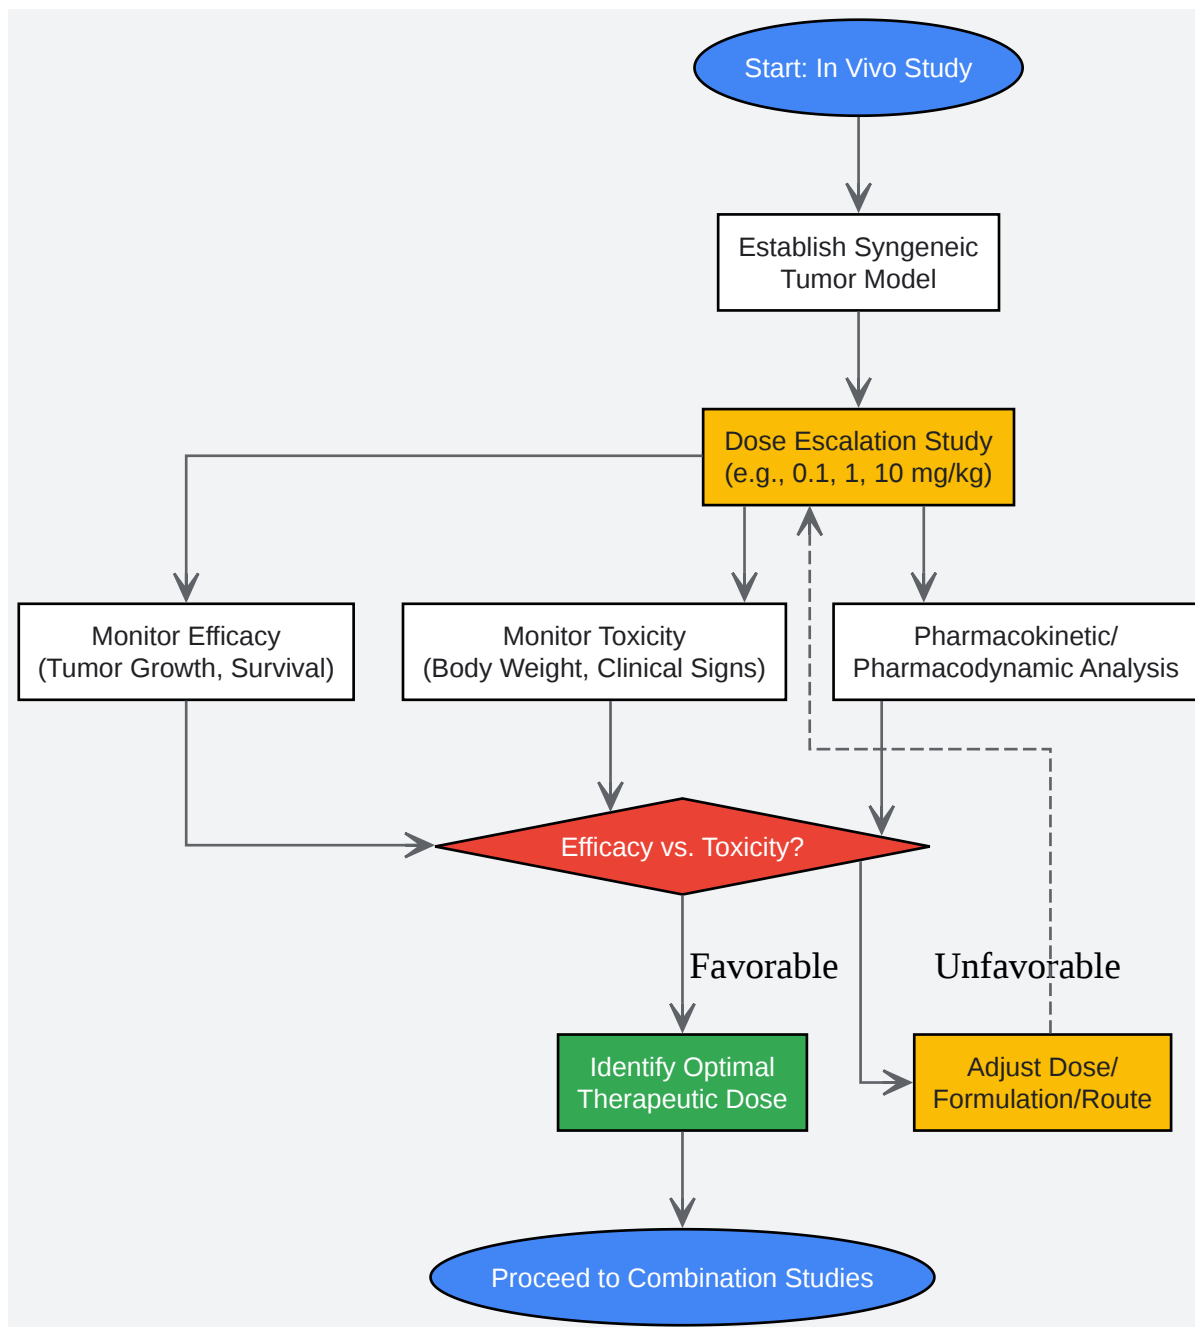 Start: In Vivo Study
Establish Syngeneic
Tumor Model
Dose Escalation Study
(e.g., 0.1, 1, 10 mg/kg)
Monitor Efficacy
(Tumor Growth, Survival)
Monitor Toxicity
(Body Weight, Clinical Signs)
Pharmacokinetic/
Pharmacodynamic Analysis
Efficacy vs. Toxicity?
Favorable
Unfavorable
Identify Optimal
Therapeutic Dose
Adjust Dose/
Formulation/Route
Proceed to Combination Studies